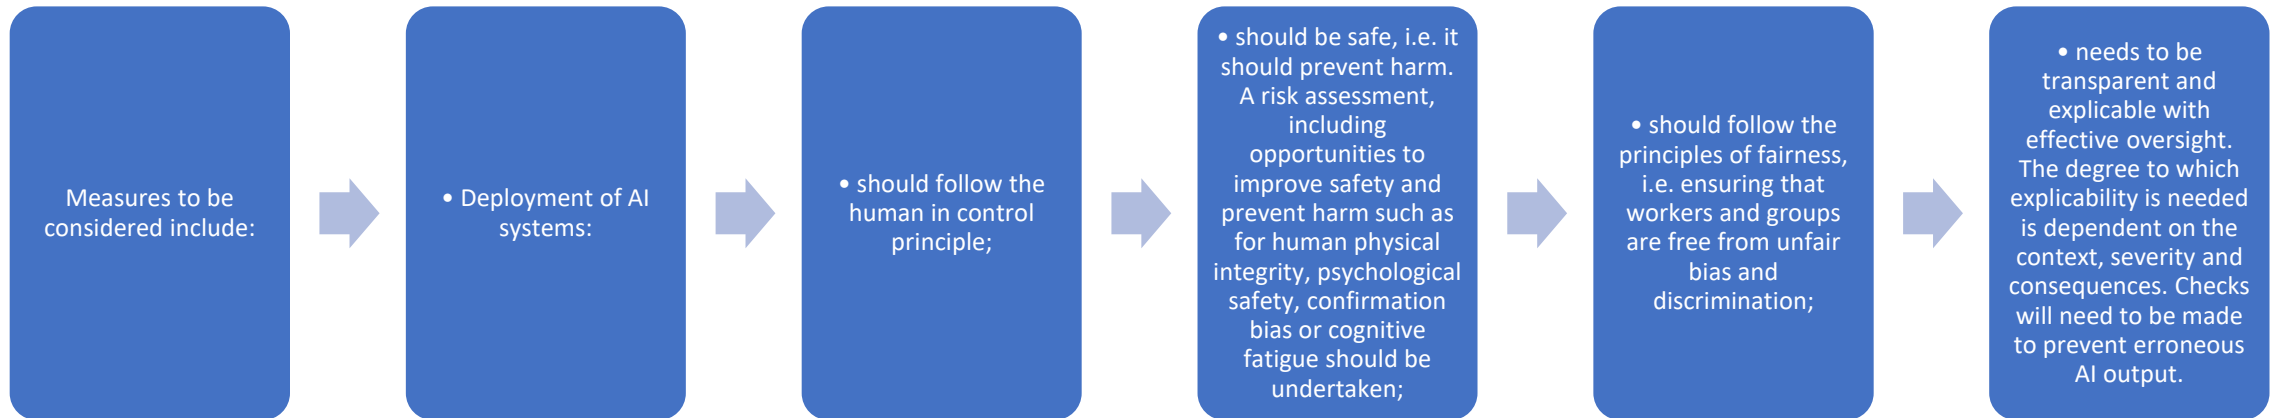 Measures to be
considered include:
• Deployment of AI
systems:
• should follow the
human in control
principle;
• should be safe, i.e. it
should prevent harm.
A risk assessment,
including
opportunities to
improve safety and
prevent harm such as
for human physical
integrity, psychological
safety, confirmation
bias or cognitive
fatigue should be
undertaken;
• should follow the
principles of fairness,
i.e. ensuring that
workers and groups
are free from unfair
bias and
discrimination;
• needs to be
transparent and
explicable with
effective oversight.
The degree to which
explicability is needed
is dependent on the
context, severity and
consequences. Checks
will need to be made
to prevent erroneous
AI output.